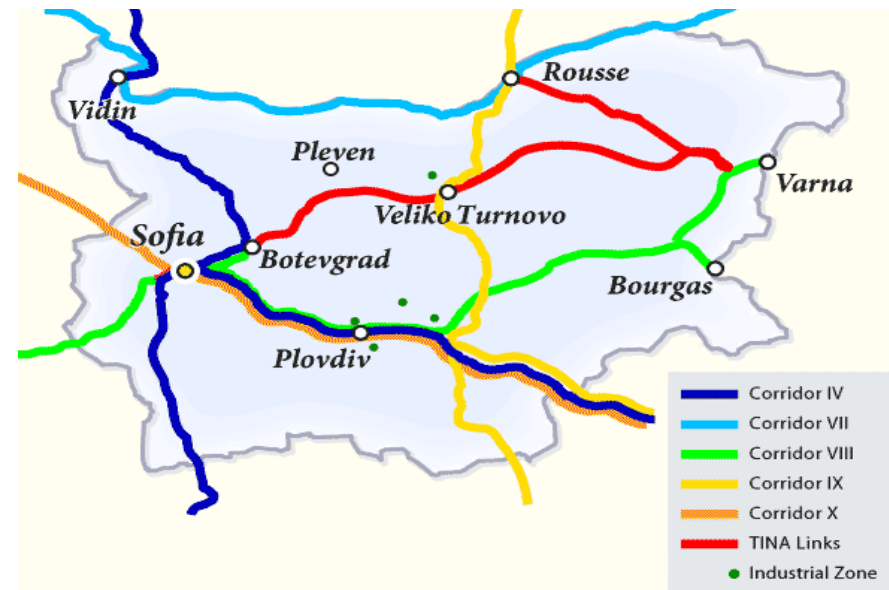 Rousse
Vidin
Pleven
Varna
Veliko Turnovo
Sofia
Botevgrad
Bourgas
Plovdiv
Corridor IV
Corridor VII
Corridor VIII
Corridor IX
Corridor X
TINA Links
Industrial Zone